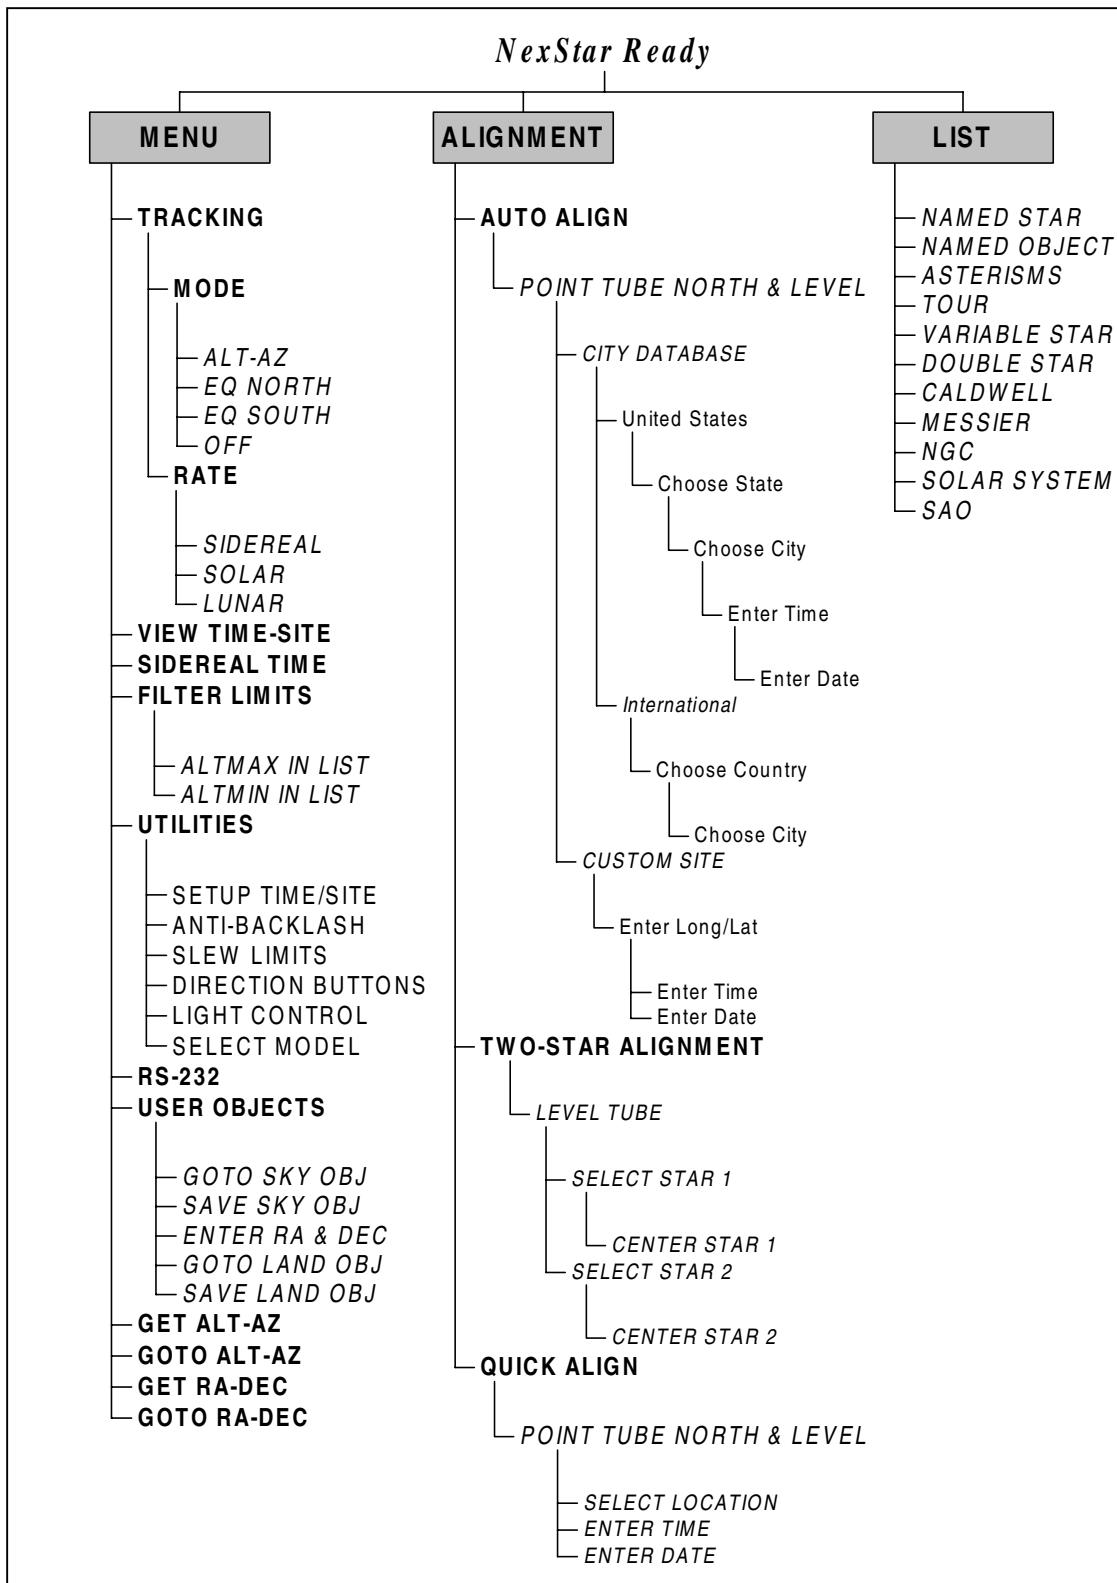 NexStar Ready
MENU
TRACKING
MODE
ALT-AZ
EQ NORTH
EQ SOUTH
OFF
RATE
SIDEREAL
SOLAR
LUNAR
VIEW TIME-SITE
SIDEREAL TIME
FILTER LIMITS
ALTMAX IN LIST
ALTMIN IN LIST
UTILITIES
SETUP TIME/SITE
ANTI-BACKLASH
SLEW LIMITS
DIRECTION BUTTONS
LIGHT CONTROL
SELECT MODEL
RS-232
USER OBJECTS
GOTO SKY OBJ
SAVE SKY OBJ
ENTER RA & DEC
GOTO LAND OBJ
SAVE LAND OBJ
GET ALT-AZ
GOTO ALT-AZ
GET RA-DEC
GOTO RA-DEC
ALIGNMENT
AUTO ALIGN
POINT TUBE NORTH & LEVEL
CITY DATABASE
United States
Choose State
Choose City
Enter Time
Enter Date
International
Choose Country
Choose City
CUSTOM SITE
Enter Long/Lat
Enter Time
Enter Date
TWO-STAR ALIGNMENT
LEVEL TUBE
SELECT STAR 1
CENTER STAR 1
SELECT STAR 2
CENTER STAR 2
QUICK ALIGN
POINT TUBE NORTH & LEVEL
SELECT LOCATION
ENTER TIME
ENTER DATE
LIST
NAMED STAR
NAMED OBJECT
ASTERISMS
TOUR
VARIABLE STAR
DOUBLE STAR
CALDWELL
MESSIER
NGC
SOLAR SYSTEM
SAO